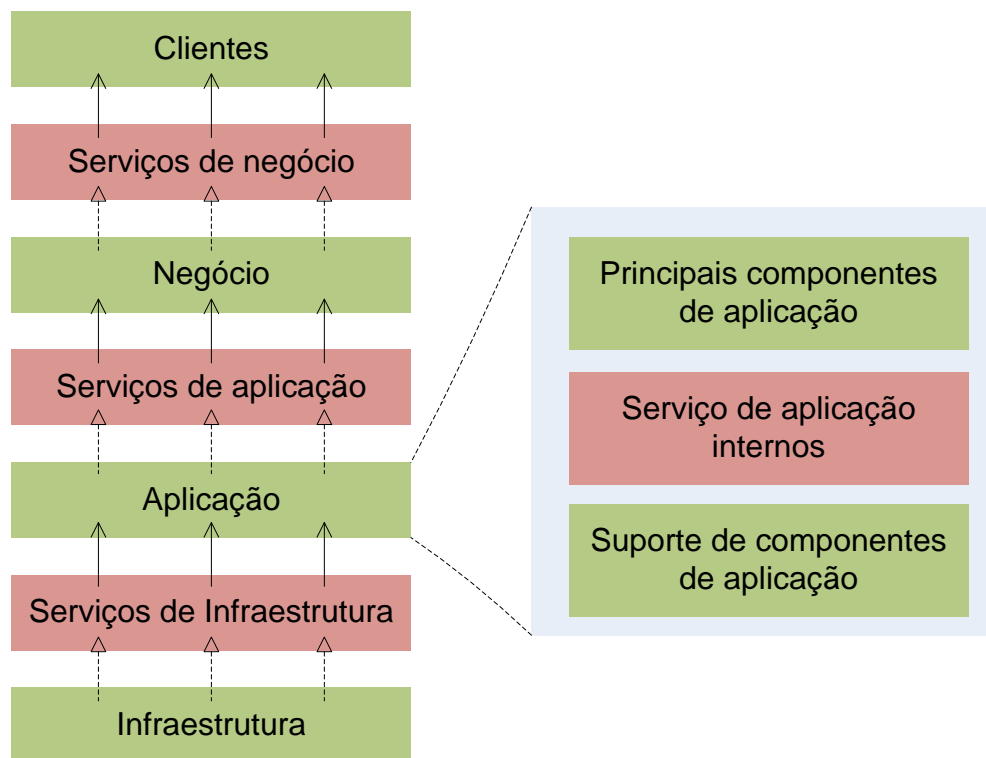 Clientes
Serviços de negócio
Negócio
Serviços de aplicação
Aplicação
Serviços de Infraestrutura
Infraestrutura
Principais componentes
de aplicação
Serviço de aplicação
internos
Suporte de componentes
de aplicação